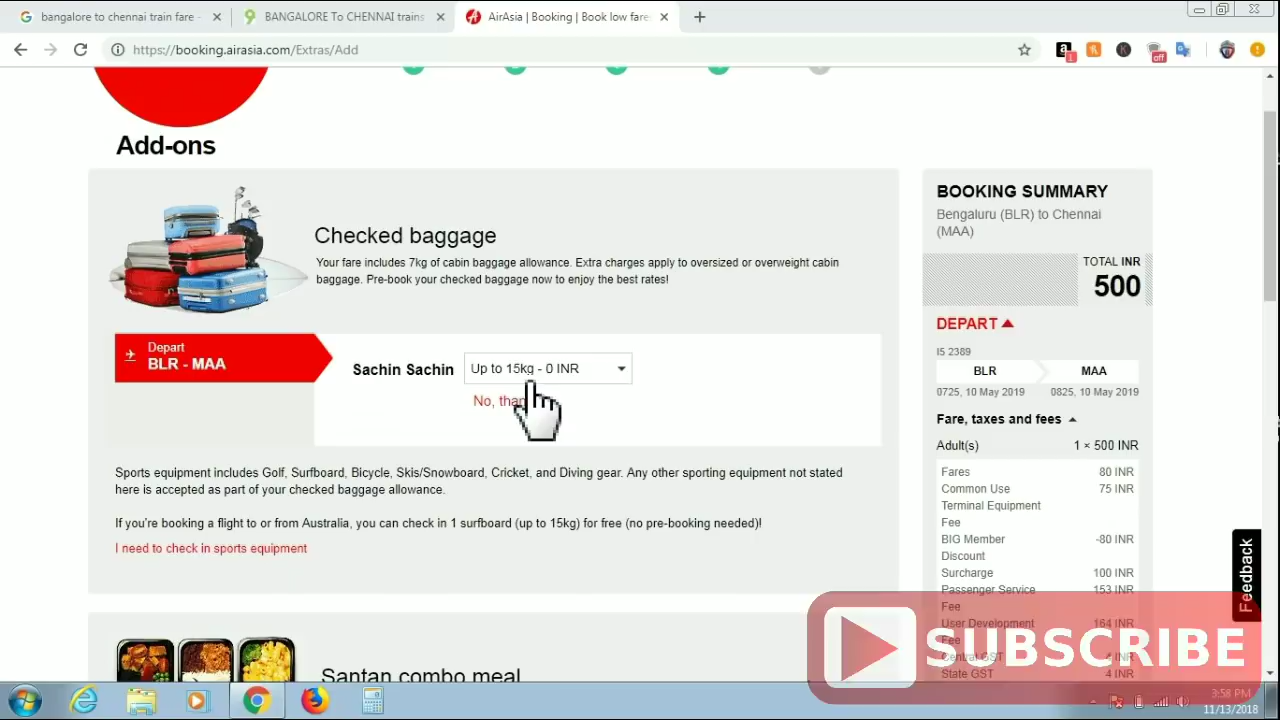 bangalore to chennai train fare -
BANGALORE To CHENNAI trains
AirAsia | Booking | Book low fare
https://booking.airasia.com/Extras/Add
1
off
Add-ons
Checked baggage
Your fare includes 7kg of cabin baggage allowance. Extra charges apply to oversized or overweight cabin
baggage. Pre-book your checked baggage now to enjoy the best rates!
Depart
BLR - MAA
Sachin Sachin
Up to 15kg - 0 INR
No, than
Sports equipment includes Golf, Surfboard, Bicycle, Skis/Snowboard, Cricket, and Diving gear. Any other sporting equipment not stated
here is accepted as part of your checked baggage allowance.
If you're booking a flight to or from Australia, you can check in 1 surfboard (up to 15kg) for free (no pre-booking needed)!
I need to check in sports equipment
Santan combo meal
BOOKING SUMMARY
Bengaluru (BLR) to Chennai
(MAA)
TOTAL INR
500
DEPART
I5 2389
BLR MAA
0725, 10 May 2019 0825, 10 May 2019
Fare, taxes and fees
Adult(s) 1 × 500 INR
Fares 80 INR
Common Use 75 INR
Terminal Equipment
Fee
BIG Member -80 INR
Discount
Surcharge 100 INR
Passenger Service 153 INR
Fee
User Development 164 INR
Fee
Central GST 4 INR
State GST 4 INR
Feedback
SUBSCRIBE
3:58 PM
11/13/2018